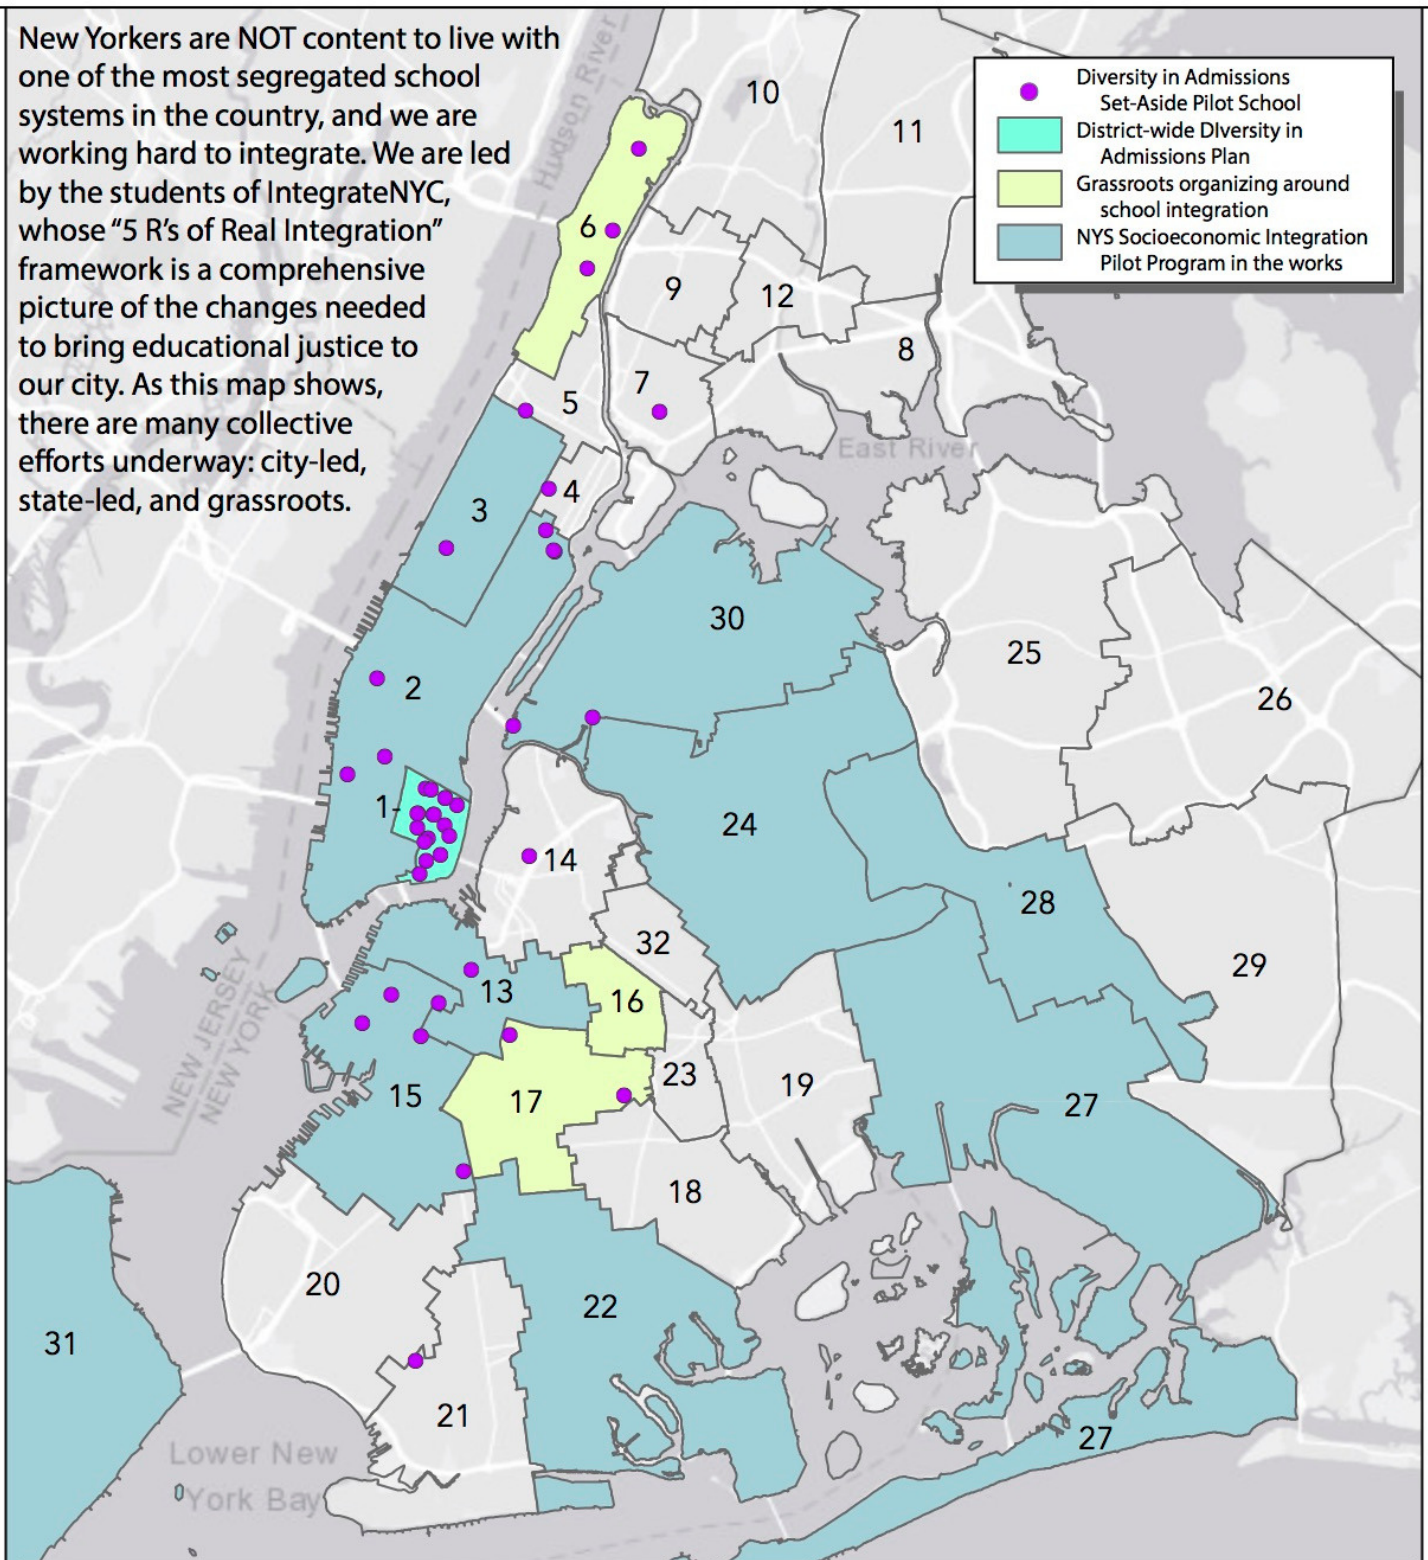 New Yorkers are NOT content to live with
one of the most segregated school
systems in the country, and we are
working hard to integrate. We are led
by the students of IntegrateNYC,
whose “5 R’s of Real Integration”
framework is a comprehensive
picture of the changes needed
to bring educational justice to
our city. As this map shows,
there are many collective
efforts underway: city-led,
state-led, and grassroots.
Diversity in Admissions
Set-Aside Pilot School
District-wide DIversity in
Admissions Plan
Grassroots organizing around
school integration
NYS Socioeconomic Integration
Pilot Program in the works
Hudson River
10
11
6
9
12
8
7
5
East River
4
3
30
25
2
26
1-
24
14
28
32
29
13
16
NEW JERSEY
NEW YORK
23
19
15
17
27
18
20
22
31
21
27
Lower New
York Bay